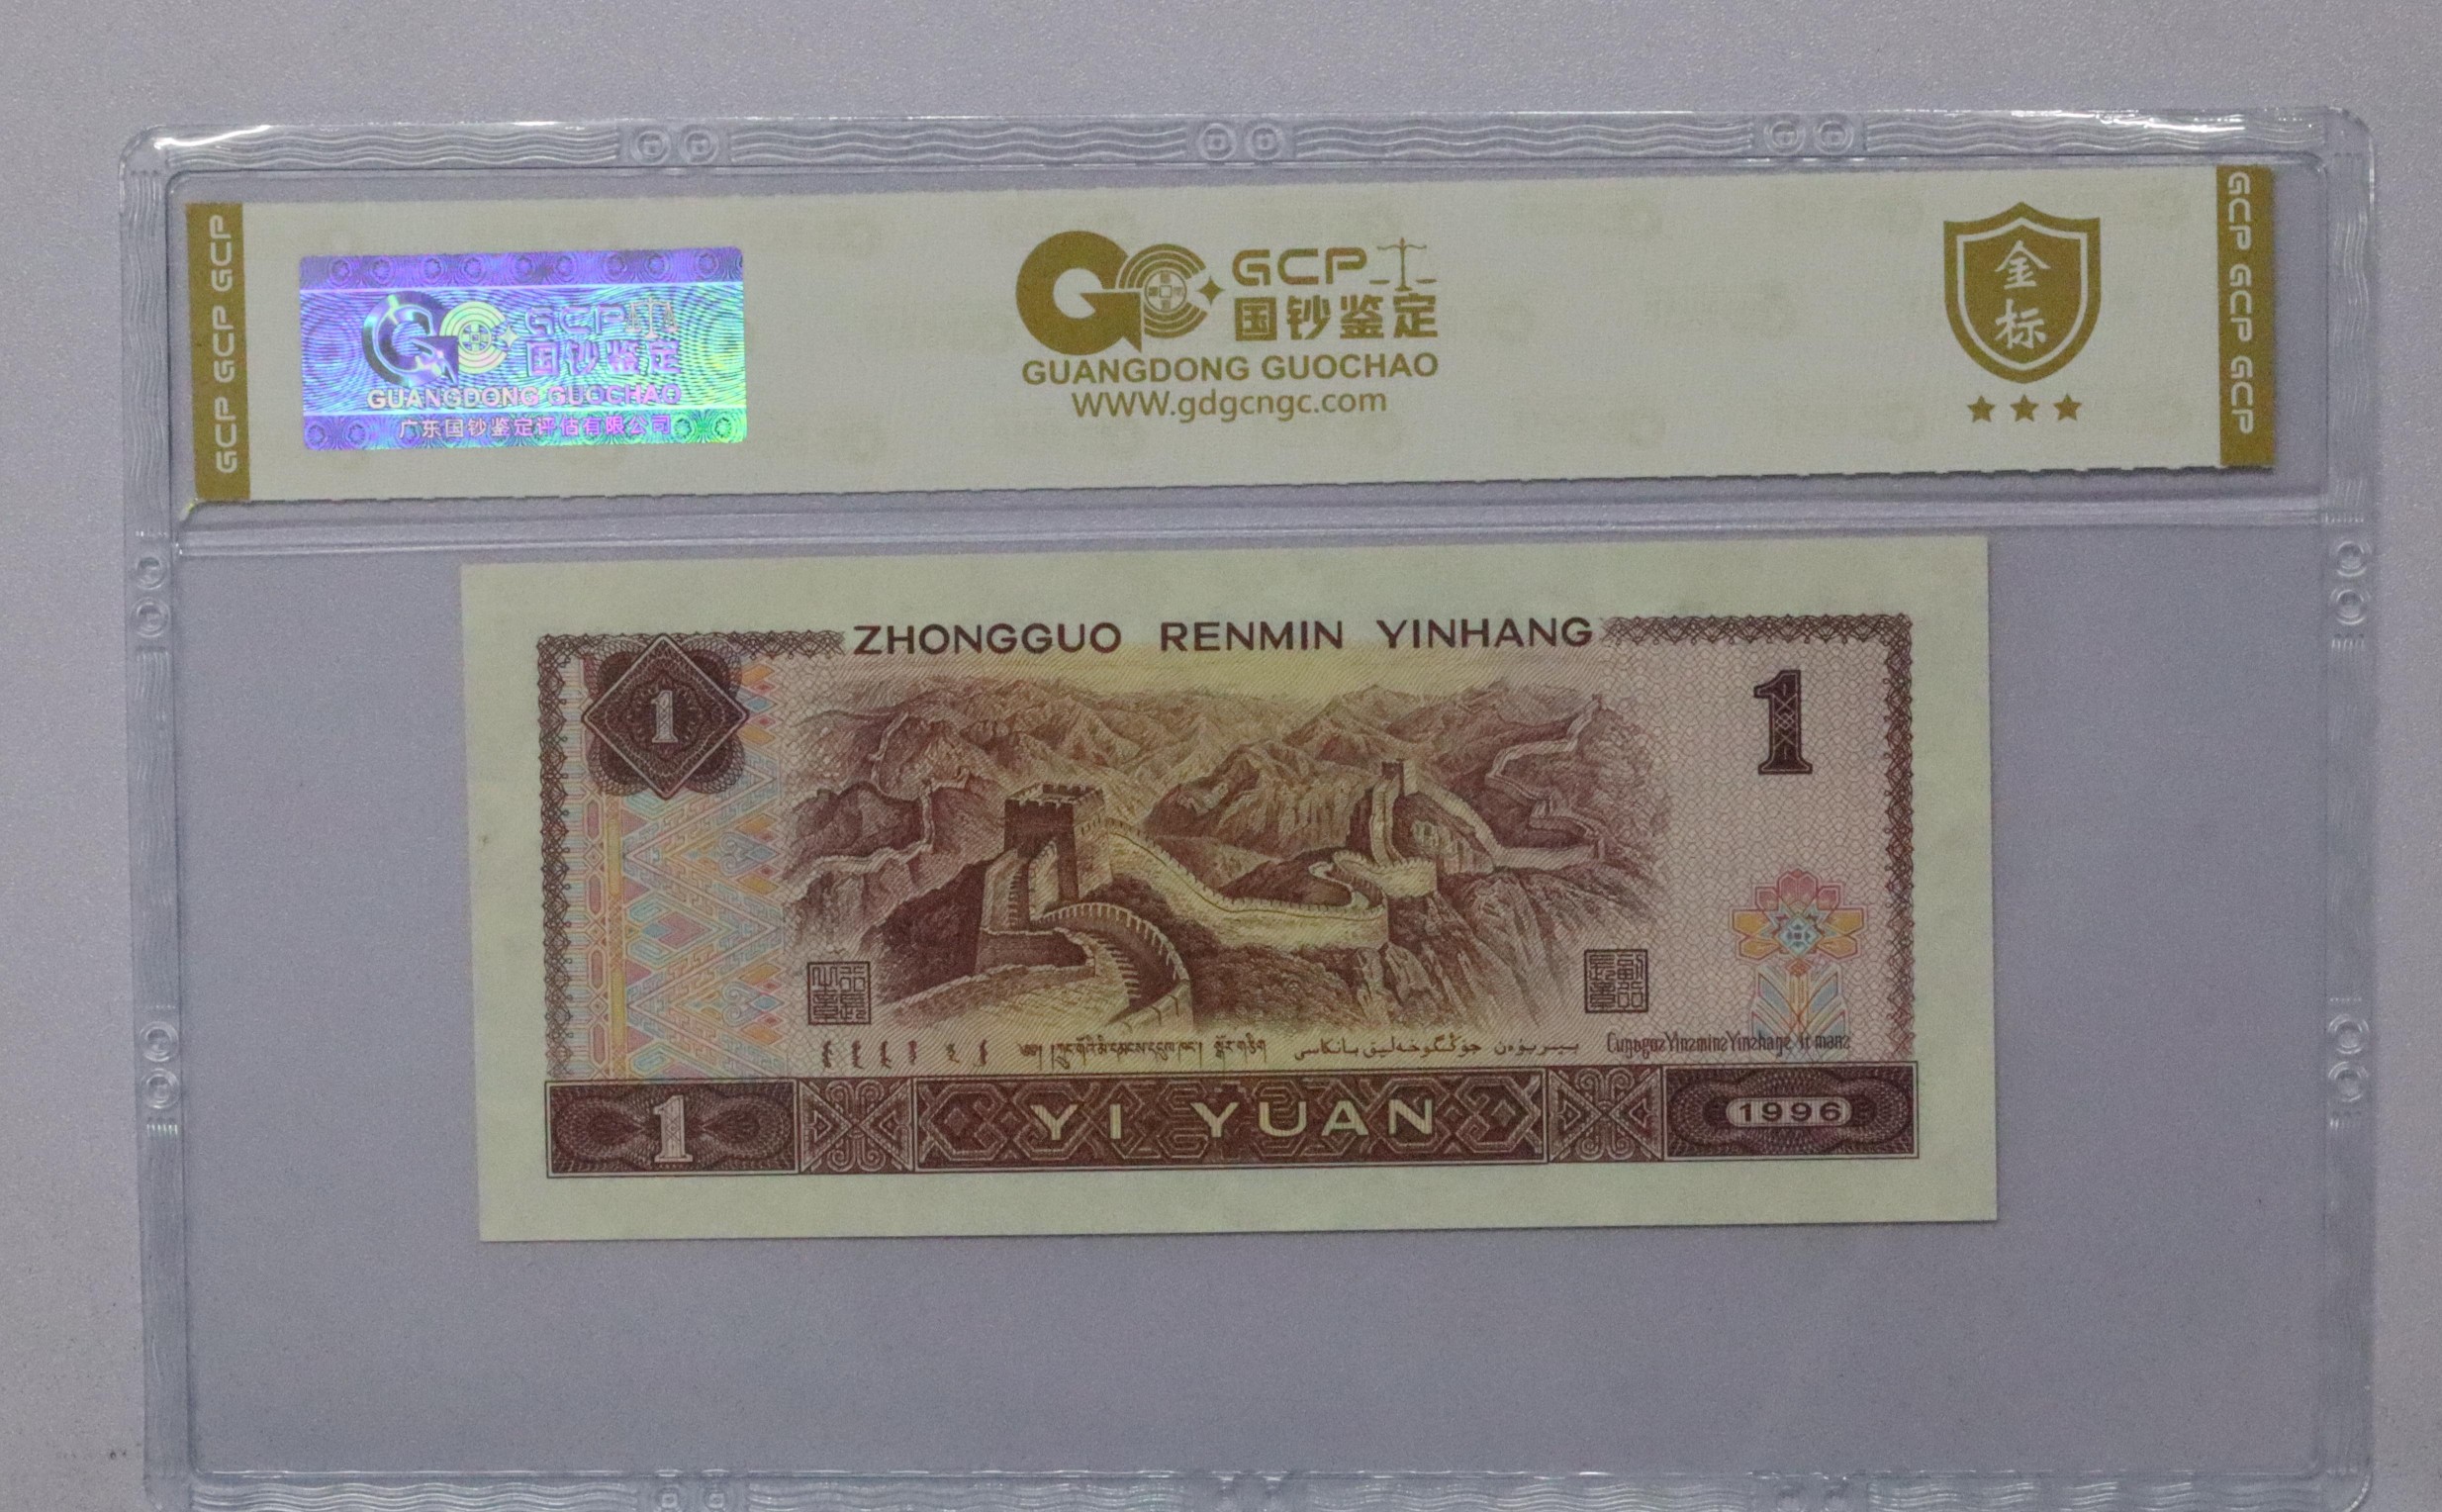 GCP GCP GCP
GCP
国钞鉴定
GUANGDONG GUOCHAO
广东国钞鉴定评估有限公司
GCP
国钞鉴定
GUANGDONG GUOCHAO
WWW.gdgcngc.com
金
标
GCP GCP GCP
ZHONGGUO RENMIN YINHANG
1
1
YI YUAN
1
1996